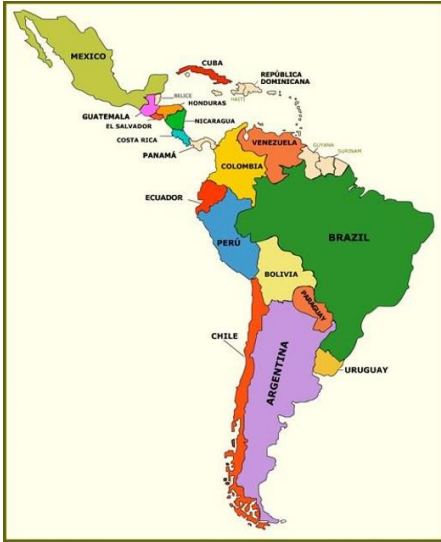 MEXICO
CUBA
REPÚBLICA
DOMINICANA
HAITI
BELICE
HONDURAS
GUATEMALA
EL SALVADOR
NICARAGUA
COSTA RICA
PANAMÁ
VENEZUELA
GUYANA
SURINAM
COLOMBIA
ECUADOR
PERÚ
BRAZIL
BOLIVIA
PARAGUAY
CHILE
ARGENTINA
URUGUAY